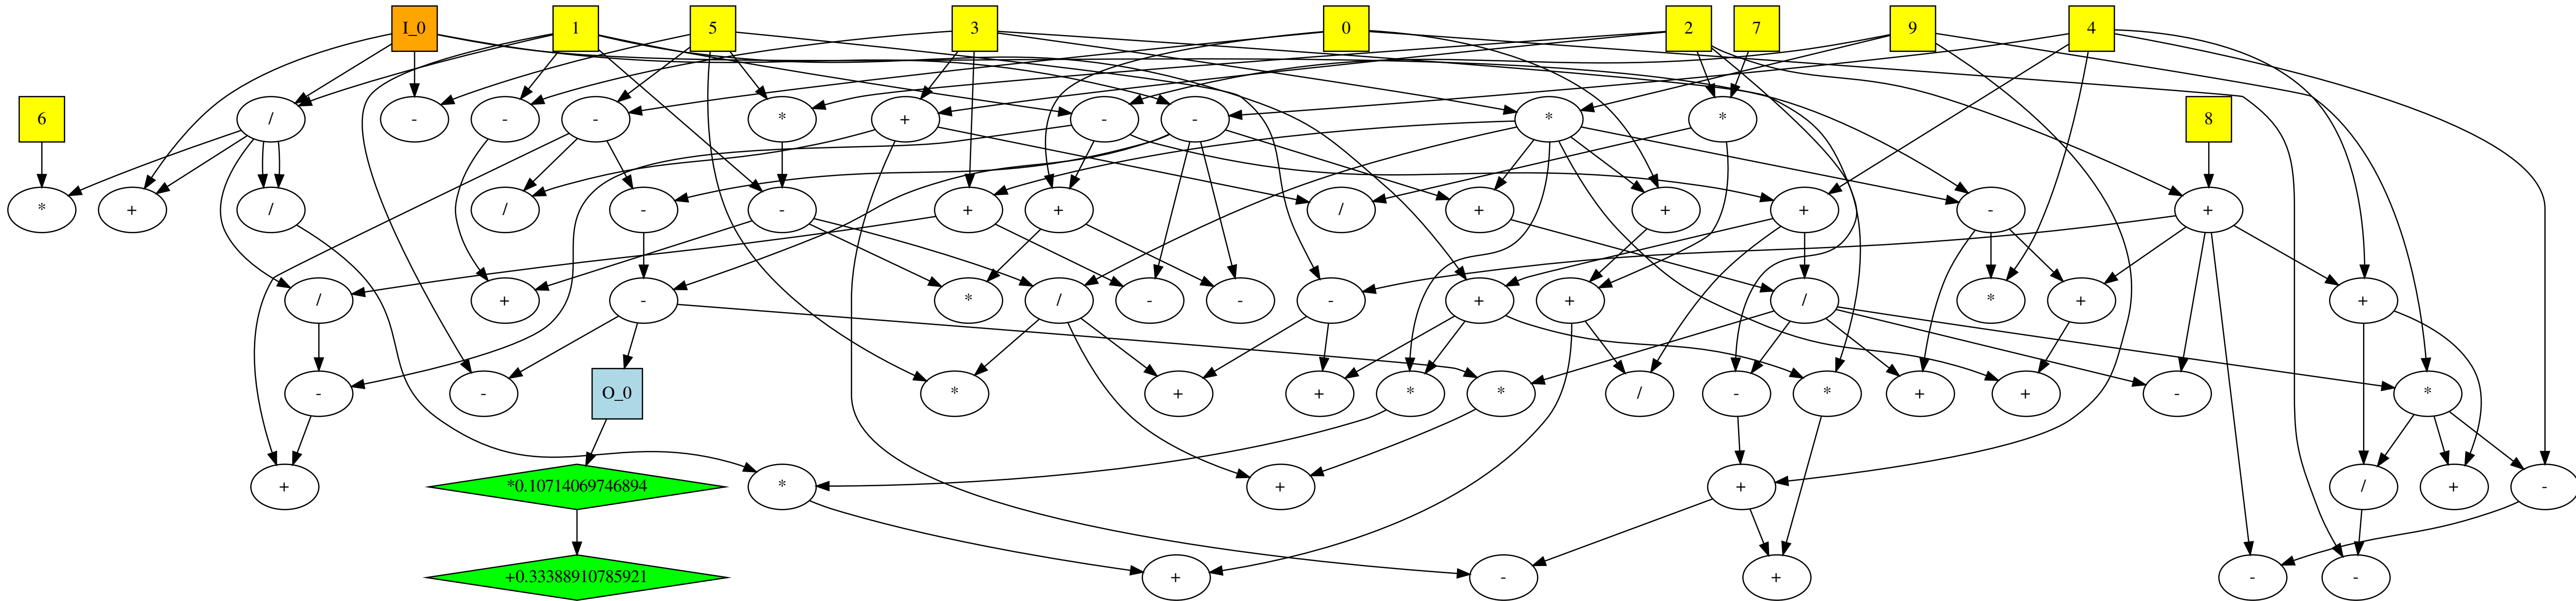 I_0 1 5 3 0 2 7 9 4
6 / - - - * + - - * * 8
* + / / - - + + / + + + - +
/ + - * / - - - + + / * + +
- - O_0 * + + * * / - * + + - *
+ *0.10714069746894 * + + / + -
+0.33388910785921 + - + - -